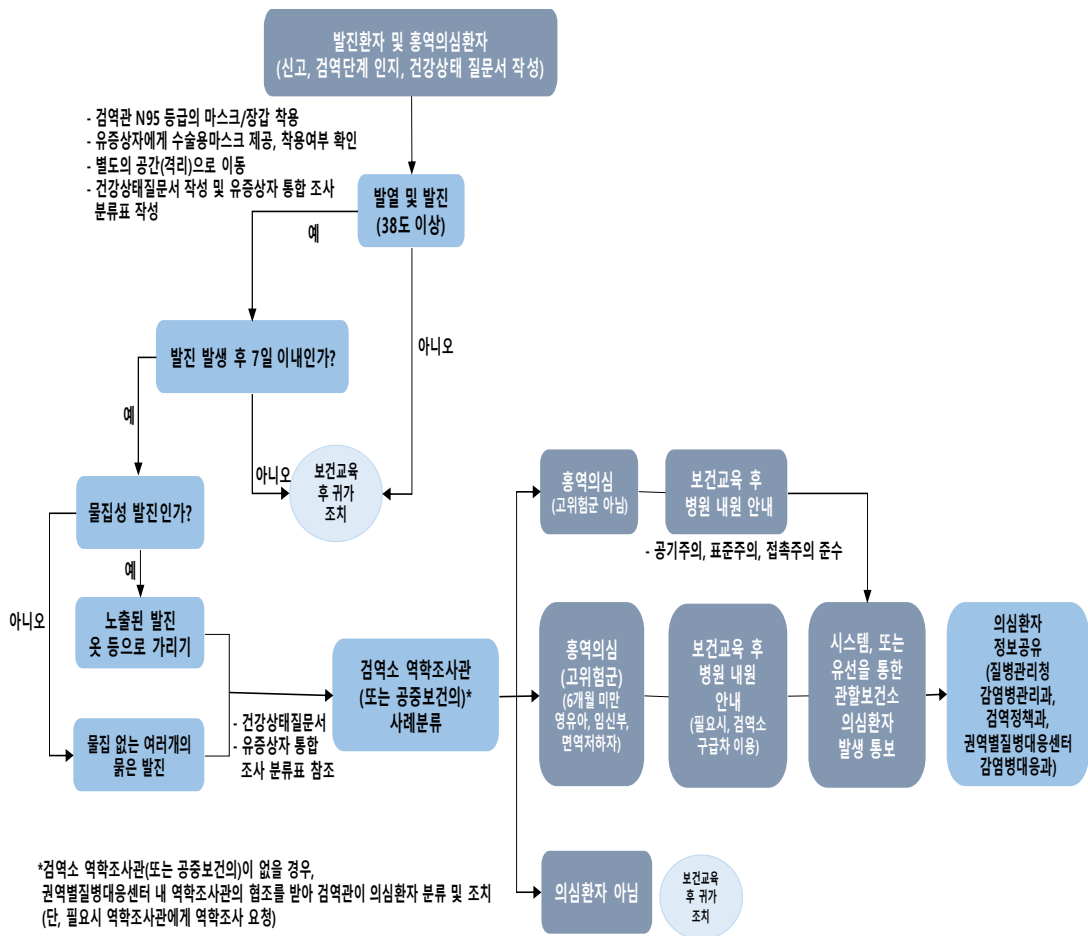 발진환자 및 홍역의심환자
(신고, 검역단계 인지, 건강상태 질문서 작성)
- 검역관 N95 등급의 마스크/장갑 착용
- 유증상자에게 수술용마스크 제공, 착용여부 확인
- 별도의 공간(격리)으로 이동
- 건강상태질문서 작성 및 유증상자 통합 조사
분류표 작성
발열 및 발진
(38도 이상)
예
아니오
발진 발생 후 7일 이내인가?
예
아니오
보건교육
후 귀가
조치
물집성 발진인가?
예
아니오
노출된 발진
옷 등으로 가리기
물집 없는 여러개의
묽은 발진
검역소 역학조사관
(또는 공중보건의)*
사례분류
- 건강상태질문서
- 유증상자 통합
조사 분류표 참조
홍역의심
(고위험군 아님)
보건교육 후
병원 내원 안내
- 공기주의, 표준주의, 접촉주의 준수
홍역의심
(고위험군)
(6개월 미만
영유아, 임신부,
면역저하자)
보건교육 후
병원 내원
안내
(필요시, 검역소
구급차 이용)
시스템, 또는
유선을 통한
관할보건소
의심환자
발생 통보
의심환자
정보공유
(질병관리청
감염병관리과,
검역정책과,
권역별질병대응센터
감염병대응과)
의심환자 아님
보건교육
후 귀가
조치
*검역소 역학조사관(또는 공중보건의)이 없을 경우,
권역별질병대응센터 내 역학조사관의 협조를 받아 검역관이 의심환자 분류 및 조치
(단, 필요시 역학조사관에게 역학조사 요청)